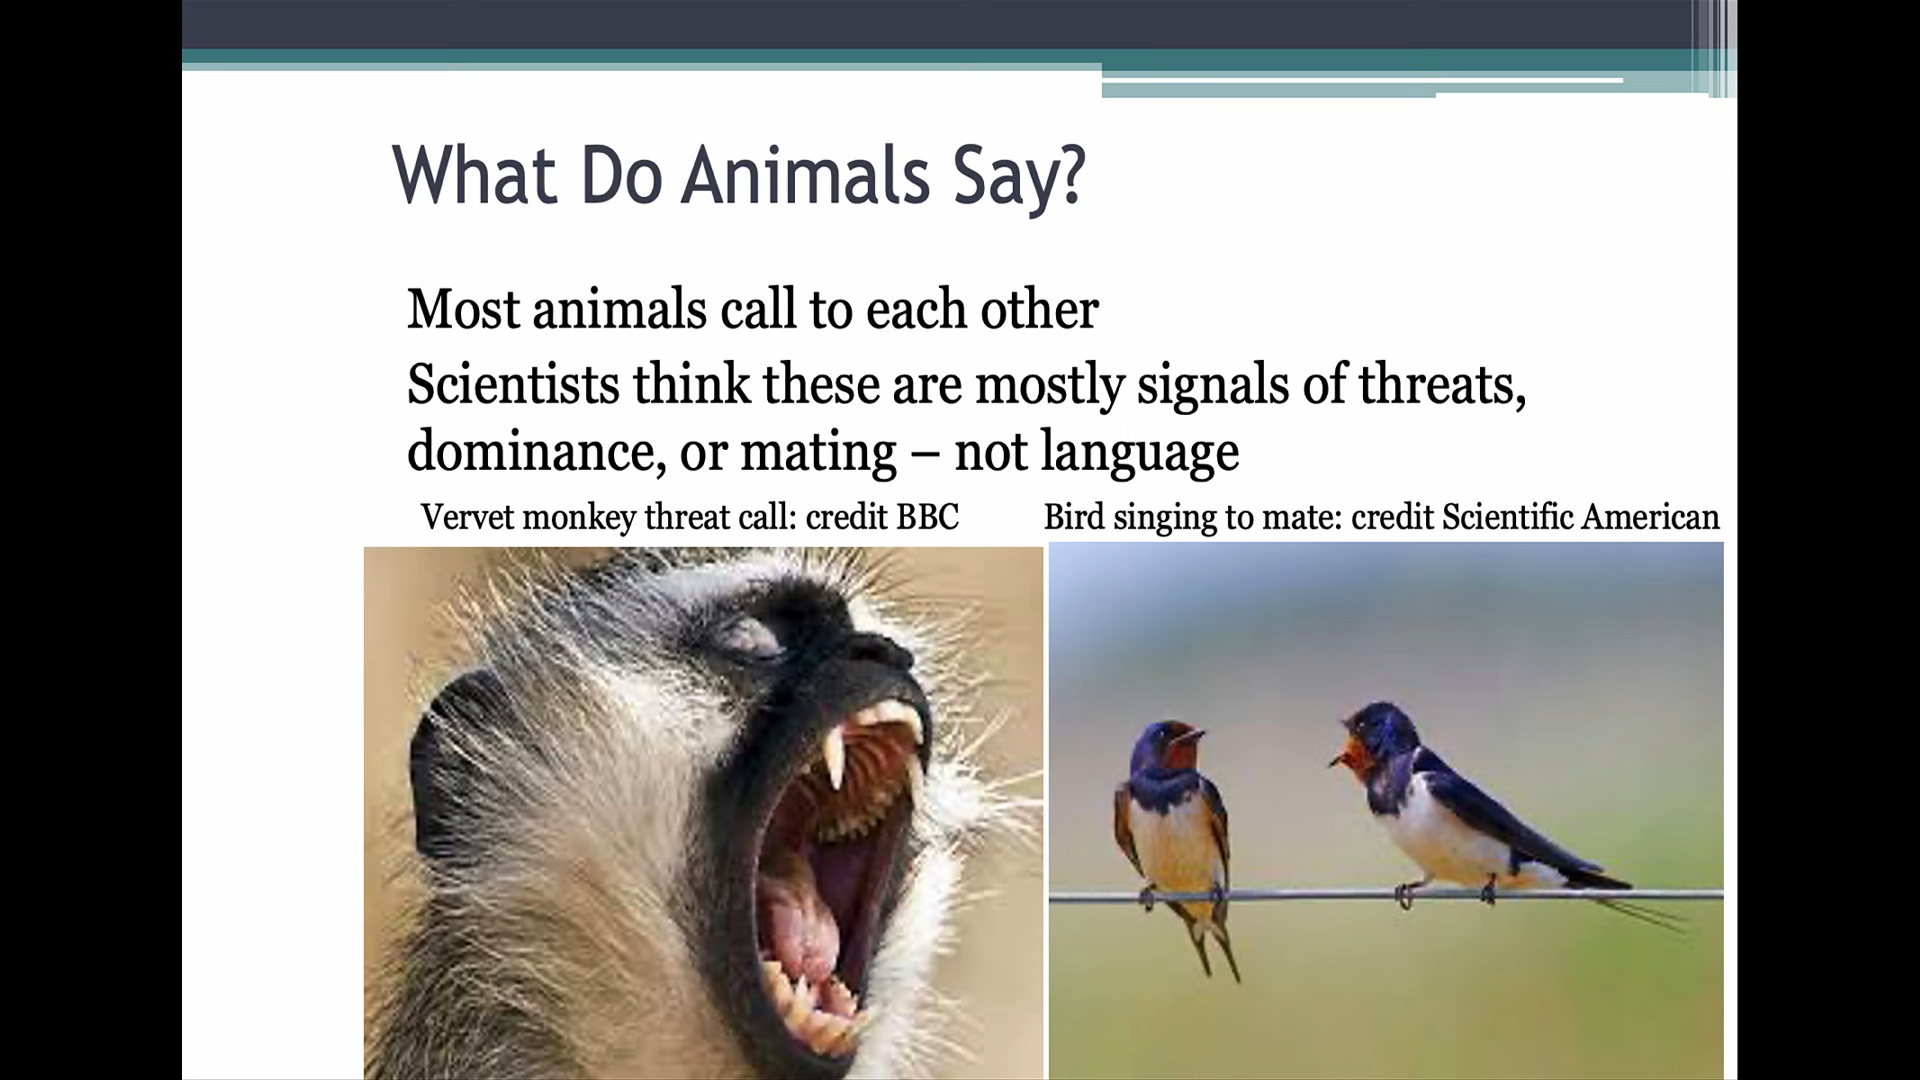 What Do Animals Say?
Most animals call to each other
Scientists think these are mostly signals of threats,
dominance, or mating – not language
Vervet monkey threat call: credit BBC
Bird singing to mate: credit Scientific American